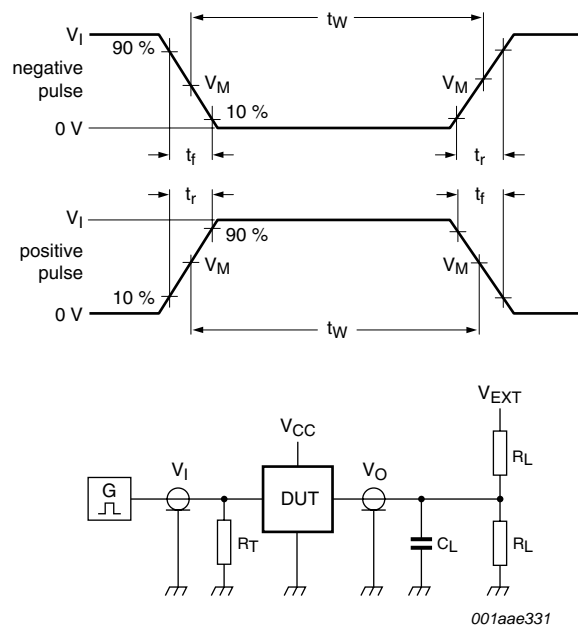 V_I
t_W
90 %
negative
pulse
V_M
V_M
10 %
0 V
t_f
t_r
t_r
t_f
V_I
90 %
positive
pulse
V_M
V_M
10 %
0 V
t_W
V_EXT
V_CC
R_L
V_I
V_O
G
DUT
R_T
C_L
R_L
001aae331